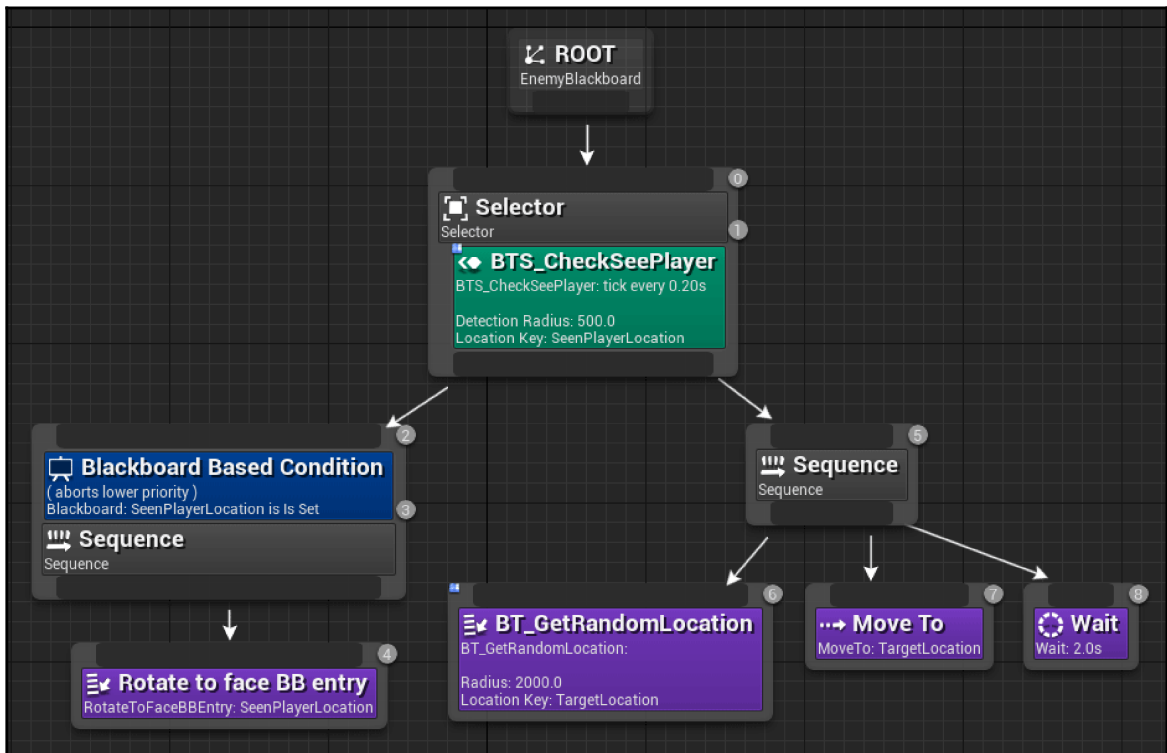 ROOT
EnemyBlackboard
0
Selector
Selector
1
BTS_CheckSeePlayer
BTS_CheckSeePlayer: tick every 0.20s
Detection Radius: 500.0
Location Key: SeenPlayerLocation
2
Blackboard Based Condition
( aborts lower priority )
Blackboard: SeenPlayerLocation is Is Set
3
Sequence
Sequence
4
Rotate to face BB entry
RotateToFaceBBEntry: SeenPlayerLocation
5
Sequence
Sequence
6
BT_GetRandomLocation
BT_GetRandomLocation:
Radius: 2000.0
Location Key: TargetLocation
7
Move To
MoveTo: TargetLocation
8
Wait
Wait: 2.0s